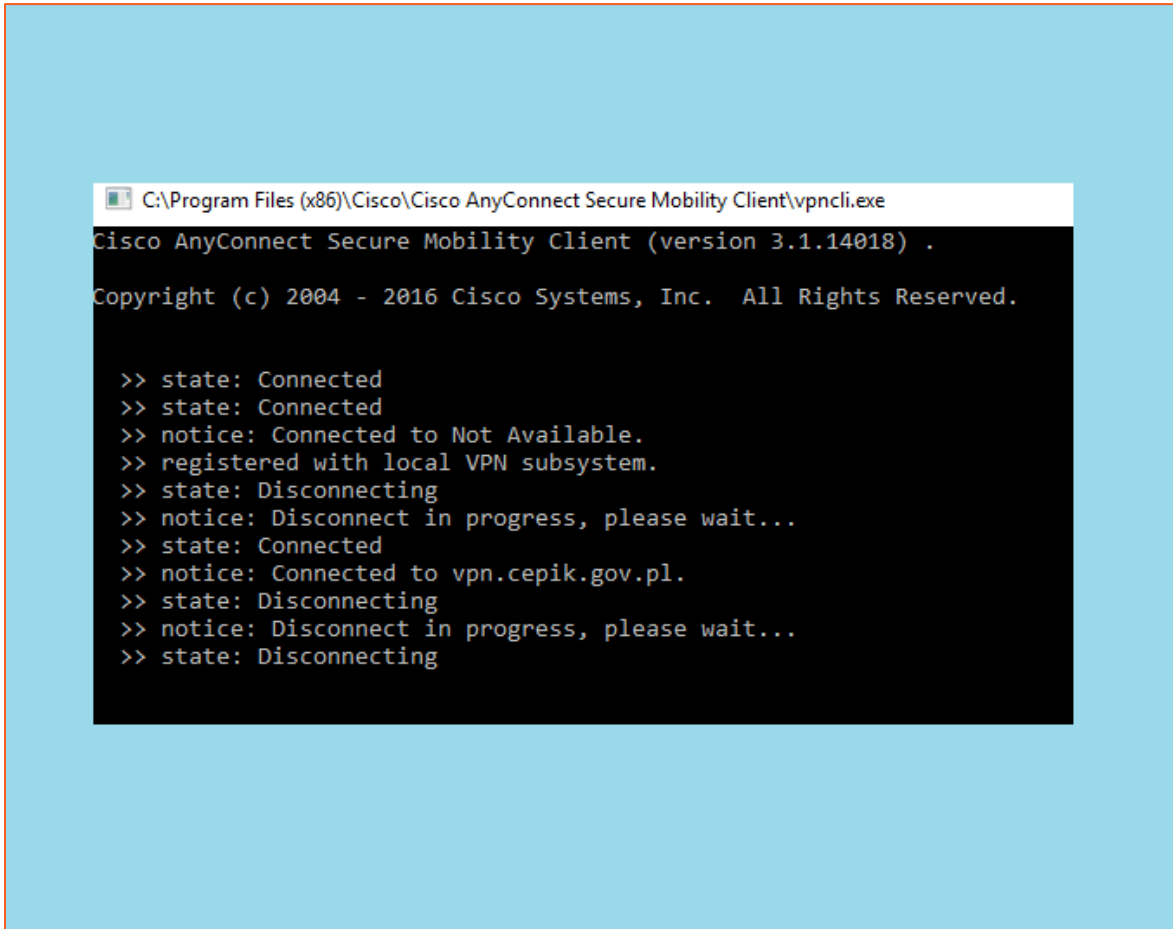 C:\Program Files (x86)\Cisco\Cisco AnyConnect Secure Mobility Client\vpncli.exe
Cisco AnyConnect Secure Mobility Client (version 3.1.14018) .
Copyright (c) 2004 - 2016 Cisco Systems, Inc.  All Rights Reserved.
>> state: Connected
>> state: Connected
>> notice: Connected to Not Available.
>> registered with local VPN subsystem.
>> state: Disconnecting
>> notice: Disconnect in progress, please wait...
>> state: Connected
>> notice: Connected to vpn.cepik.gov.pl.
>> state: Disconnecting
>> notice: Disconnect in progress, please wait...
>> state: Disconnecting